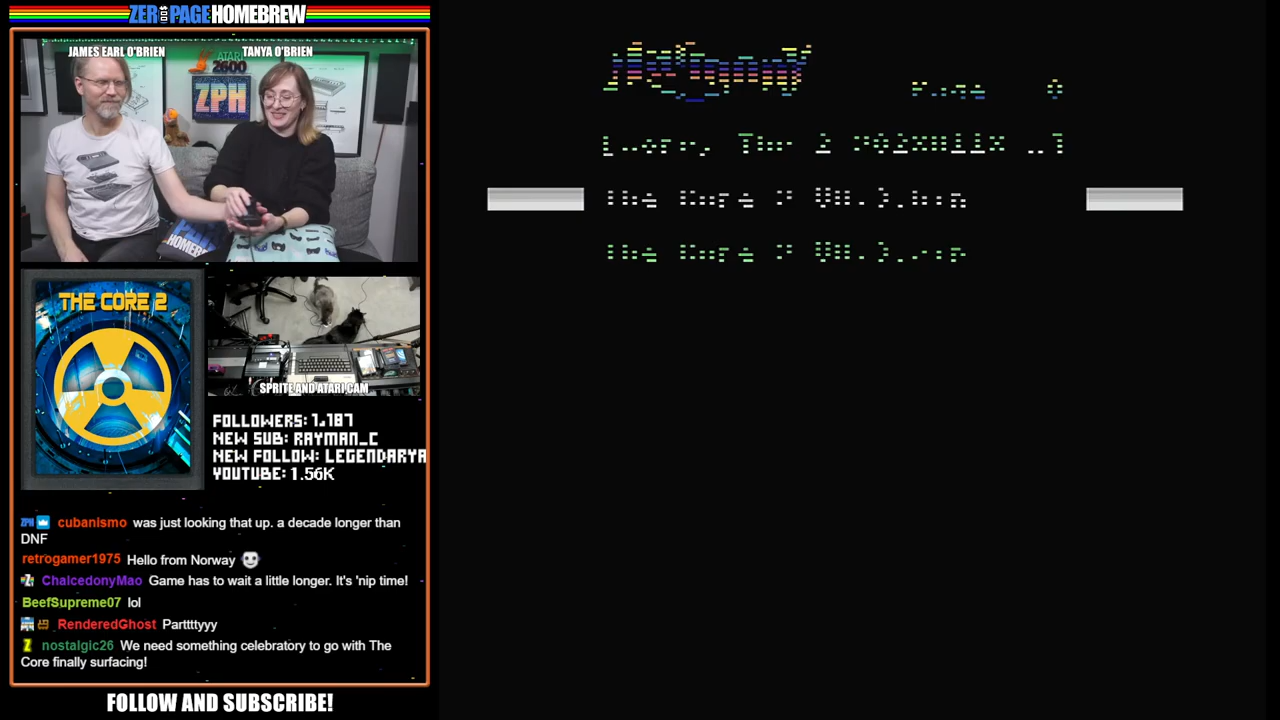 ZERO PAGE HOMEBREW
JAMES EARL O'BRIEN
TANYA O'BRIEN
ATARI
2600
ZPH
THE CORE 2
SPRITE AND ATARI CAM
FOLLOWERS: 1,187
NEW SUB: RAYMAN_C
NEW FOLLOW: LEGENDARYA
YOUTUBE: 1.56K
cubanismo was just looking that up. a decade longer than
DNF
retrogamer1975 Hello from Norway
ChalcedonyMao Game has to wait a little longer. It's 'nip time!
BeefSupreme07 lol
RenderedGhost Parttttyyy
nostalgic26 We need something celebratory to go with The
Core finally surfacing!
FOLLOW AND SUBSCRIBE!